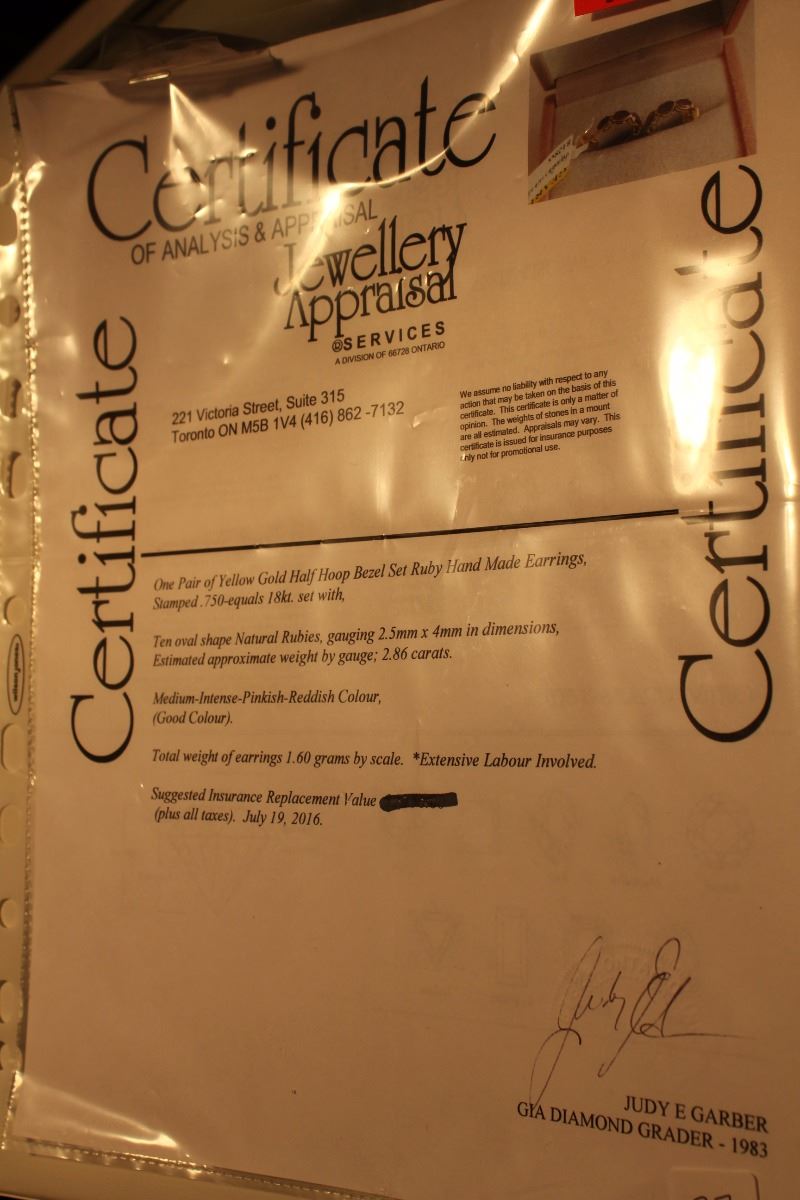 Certificate
OF ANALYSIS & APPRAISAL
Jewellery
Appraisal
SERVICES
A DIVISION OF 66728 ONTARIO
221 Victoria Street, Suite 315
Toronto ON M5B 1V4 (416) 862 -7132
We assume no liability with respect to any
action that may be taken on the basis of this
certificate. This certificate is only a matter of
opinion. The weights of stones in a mount
are all estimated. Appraisals may vary. This
certificate is issued for insurance purposes
only not for promotional use.
Certificate
Certificate
One Pair of Yellow Gold Half Hoop Bezel Set Ruby Hand Made Earrings,
Stamped .750-equals 18kt. set with,
Ten oval shape Natural Rubies, gauging 2.5mm x 4mm in dimensions,
Estimated approximate weight by gauge; 2.86 carats.
Medium-Intense-Pinkish-Reddish Colour,
(Good Colour).
Total weight of earrings 1.60 grams by scale. *Extensive Labour Involved.
Suggested Insurance Replacement Value
(plus all taxes). July 19, 2016.
JUDY E GARBER
GIA DIAMOND GRADER - 1983